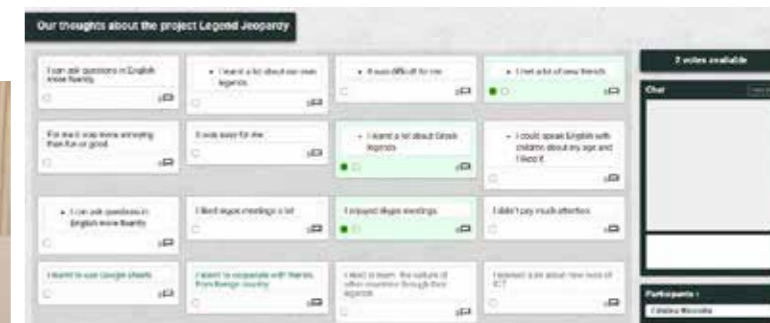 Our thoughts about the project Legend Jeopardy
I can ask questions in English
more fluently
• I learnt a lot about our own
legends
• It was difficult for me
• I met a lot of new friends
2 votes available
Chat
For me it was more annoying
than fun or good.
It was easy for me
• I learnt a lot about Greek
legends
• I could speak English with
children about my age and
I liked it
• I can ask questions in
English more fluently
I liked skype meetings a lot
I enjoyed skype meetings
I didn't pay much attention
I learnt to use Google sheets
I learnt to cooperate with friends
from foreign country
I liked to learn the culture of
other countries through their
legends
I learned a lot about new tools of
ICT
Participants :